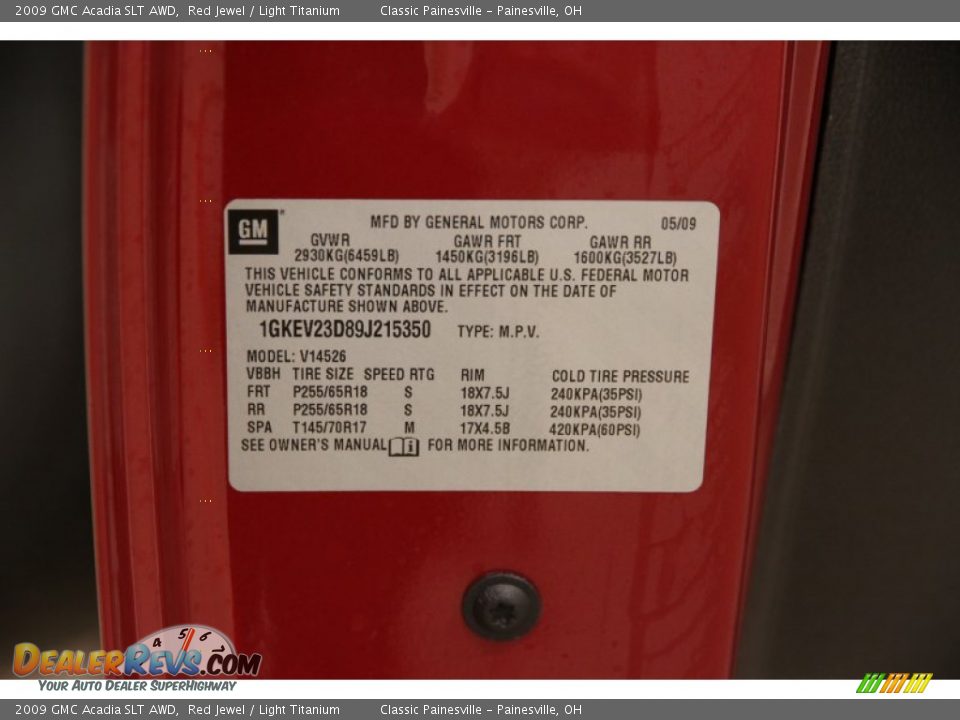 2009 GMC Acadia SLT AWD, Red Jewel / Light Titanium Classic Painesville - Painesville, OH
GM MFD BY GENERAL MOTORS CORP. 05/09
GVWR GAWR FRT GAWR RR
2930KG(6459LB) 1450KG(3196LB) 1600KG(3527LB)
THIS VEHICLE CONFORMS TO ALL APPLICABLE U.S. FEDERAL MOTOR
VEHICLE SAFETY STANDARDS IN EFFECT ON THE DATE OF
MANUFACTURE SHOWN ABOVE.
1GKEV23D89J215350 TYPE: M.P.V.
MODEL: V14526
VBBH TIRE SIZE SPEED RTG RIM COLD TIRE PRESSURE
FRT P255/65R18 S 18X7.5J 240KPA(35PSI)
RR P255/65R18 S 18X7.5J 240KPA(35PSI)
SPA T145/70R17 M 17X4.5B 420KPA(60PSI)
SEE OWNER'S MANUAL i FOR MORE INFORMATION.
4 5 6 7
DEALERREVS.COM
YOUR AUTO DEALER SUPERHIGHWAY
2009 GMC Acadia SLT AWD, Red Jewel / Light Titanium Classic Painesville - Painesville, OH